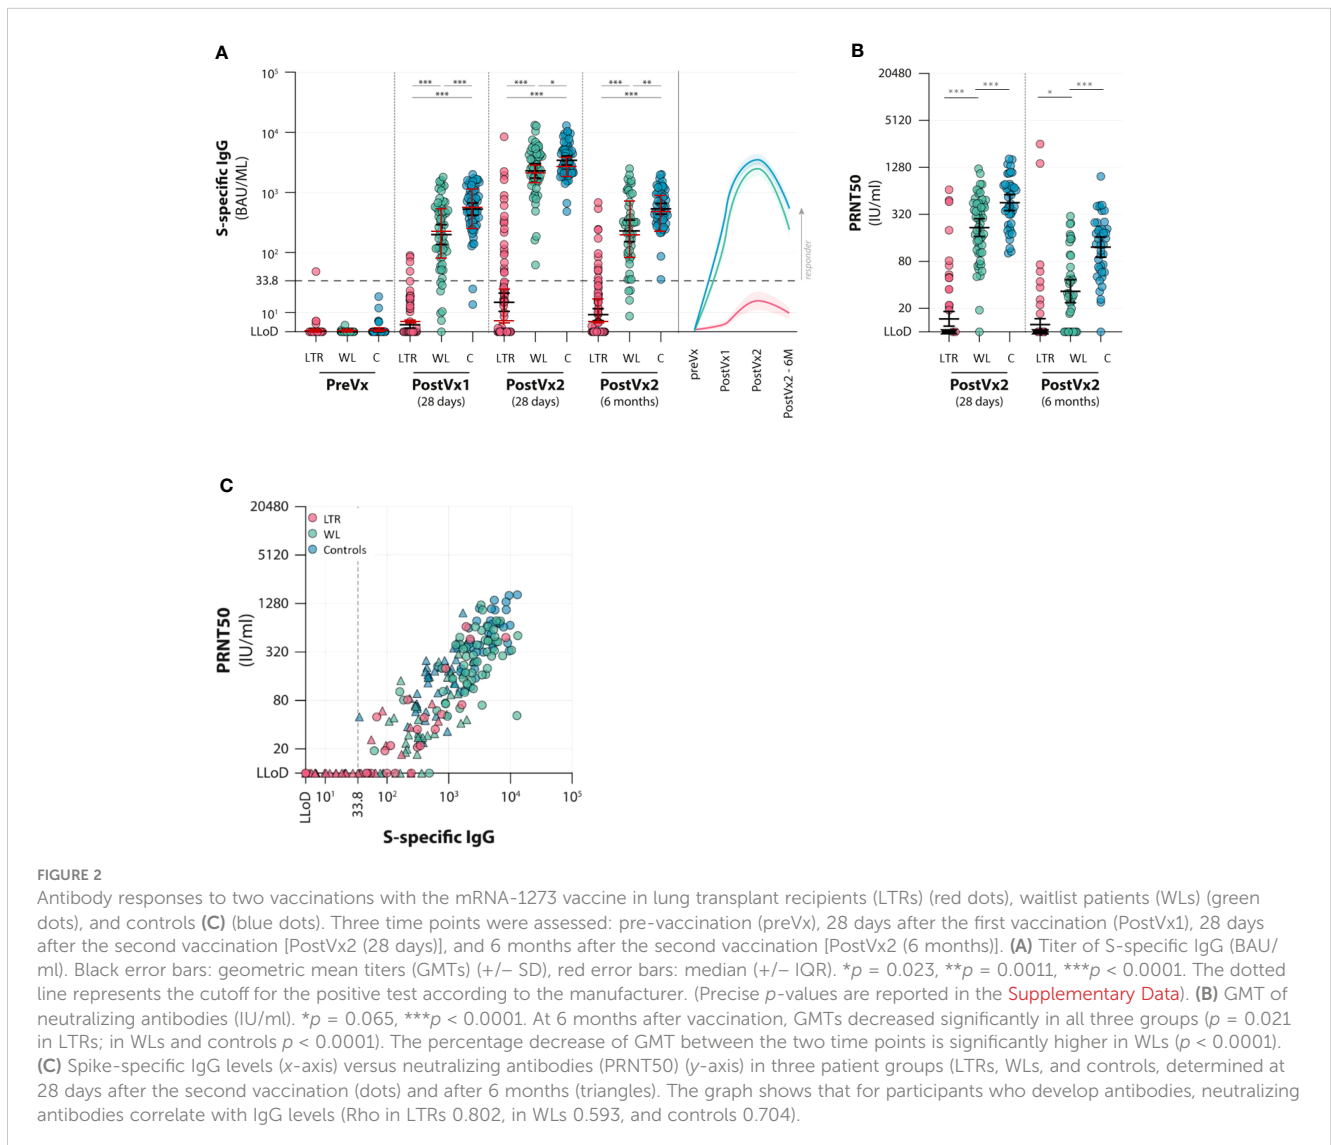 A
S-specific IgG
(BAU/ML)
10⁵
10⁴
10³
10²
33.8
10¹
LLoD
*** ***
***
*** *
***
*** **
***
responder
LTR WL C LTR WL C LTR WL C LTR WL C
PreVx PostVx1 PostVx2 PostVx2
(28 days) (28 days) (6 months)
preVx
PostVx1
PostVx2
PostVx2 - 6M
B
PRNT50
(IU/ml)
20480
5120
1280
320
80
20
LLoD
*** ***
* ***
LTR WL C LTR WL C
PostVx2 PostVx2
(28 days) (6 months)
C
PRNT50
(IU/ml)
20480
5120
1280
320
80
20
LLoD
LTR
WL
Controls
LLoD 10¹ 33.8 10² 10³ 10⁴ 10⁵
S-specific IgG
FIGURE 2
Antibody responses to two vaccinations with the mRNA-1273 vaccine in lung transplant recipients (LTRs) (red dots), waitlist patients (WLs) (green
dots), and controls (C) (blue dots). Three time points were assessed: pre-vaccination (preVx), 28 days after the first vaccination (PostVx1), 28 days
after the second vaccination [PostVx2 (28 days)], and 6 months after the second vaccination [PostVx2 (6 months)]. (A) Titer of S-specific IgG (BAU/
ml). Black error bars: geometric mean titers (GMTs) (+/− SD), red error bars: median (+/− IQR). *p = 0.023, **p = 0.0011, ***p < 0.0001. The dotted
line represents the cutoff for the positive test according to the manufacturer. (Precise p-values are reported in the Supplementary Data). (B) GMT of
neutralizing antibodies (IU/ml). *p = 0.065, ***p < 0.0001. At 6 months after vaccination, GMTs decreased significantly in all three groups (p = 0.021
in LTRs; in WLs and controls p < 0.0001). The percentage decrease of GMT between the two time points is significantly higher in WLs (p < 0.0001).
(C) Spike-specific IgG levels (x-axis) versus neutralizing antibodies (PRNT50) (y-axis) in three patient groups (LTRs, WLs, and controls, determined at
28 days after the second vaccination (dots) and after 6 months (triangles). The graph shows that for participants who develop antibodies, neutralizing
antibodies correlate with IgG levels (Rho in LTRs 0.802, in WLs 0.593, and controls 0.704).